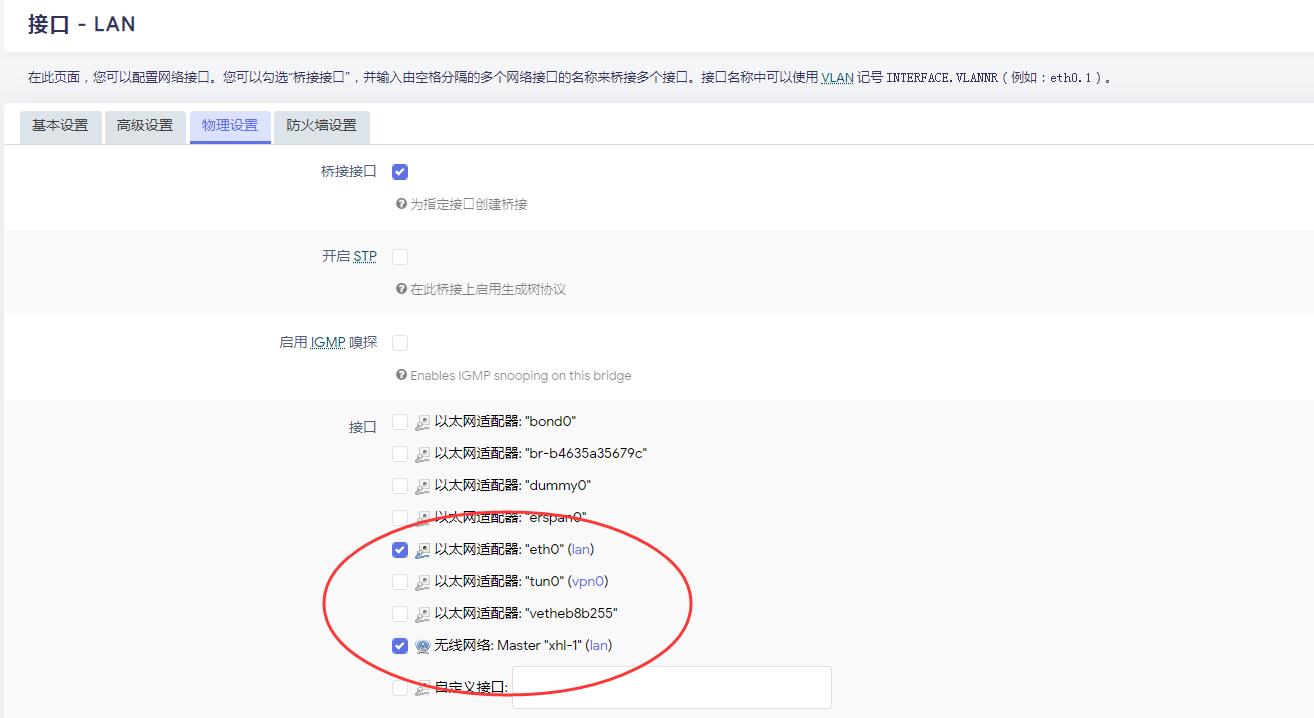 接口 - LAN
在此页面，您可以配置网络接口。您可以勾选“桥接接口”，并输入由空格分隔的多个网络接口的名称来桥接多个接口。接口名称中可以使用 VLAN 记号 INTERFACE.VLANNR（例如：eth0.1）。
基本设置 高级设置 物理设置 防火墙设置
桥接接口
为指定接口创建桥接
开启 STP
在此桥接上启用生成树协议
启用 IGMP 嗅探
Enables IGMP snooping on this bridge
接口 以太网适配器: "bond0"
以太网适配器: "br-b4635a35679c"
以太网适配器: "dummy0"
以太网适配器: "erspan0"
以太网适配器: "eth0" (lan)
以太网适配器: "tun0" (vpn0)
以太网适配器: "vetheb8b255"
无线网络: Master "xhl-1" (lan)
自定义接口: